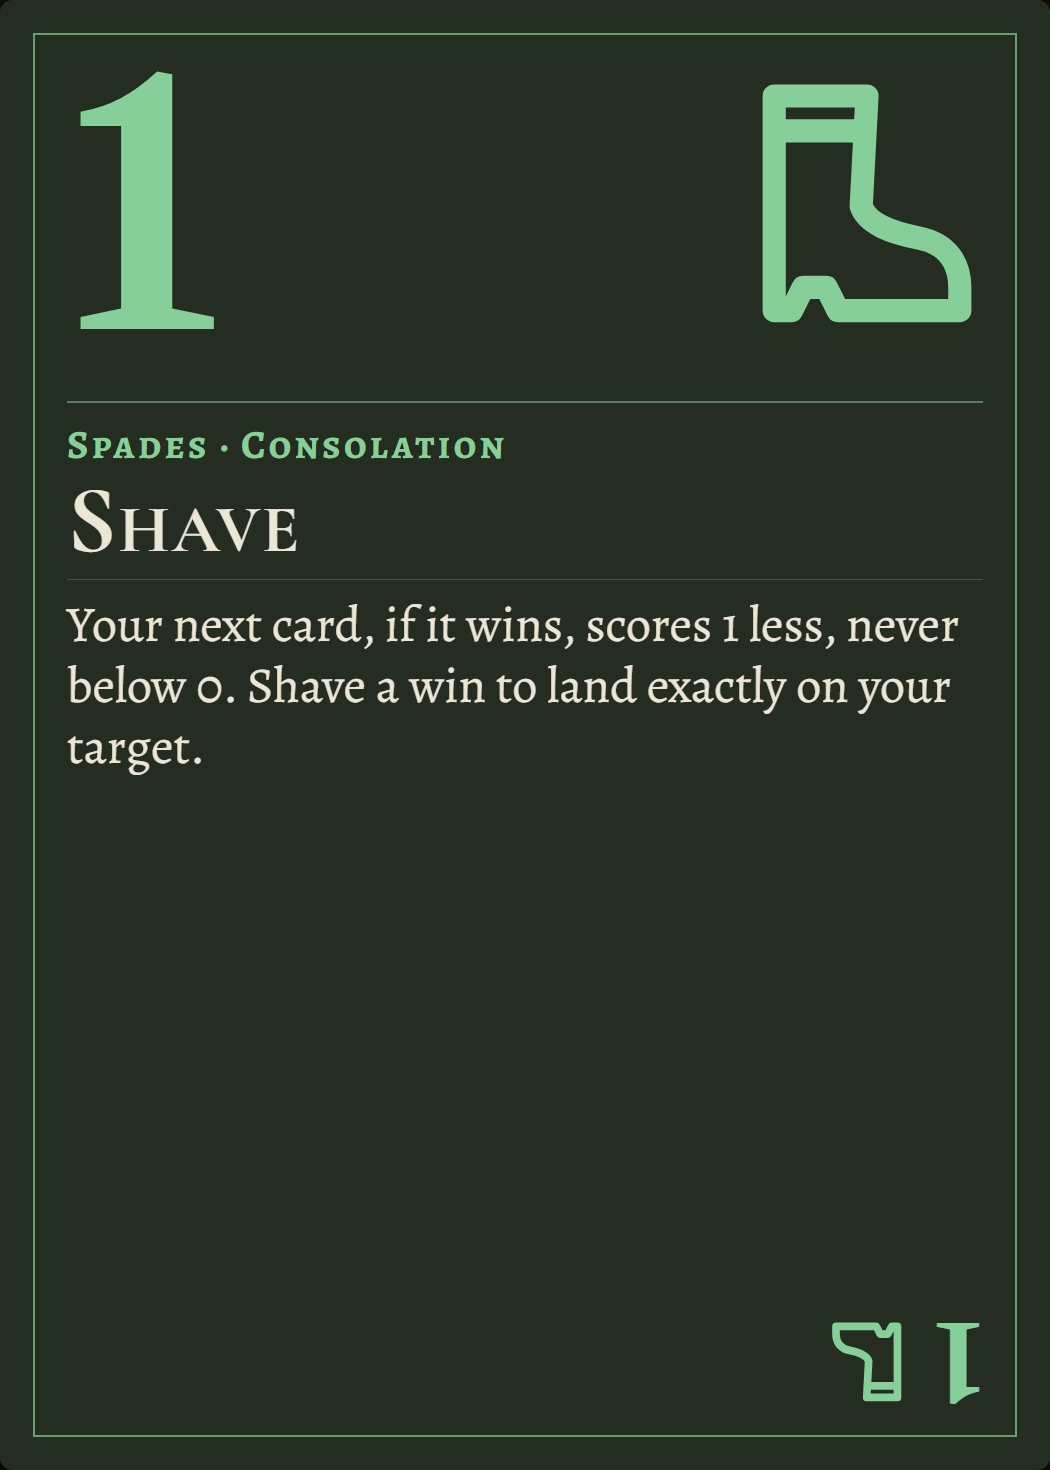 1
Spades · Consolation
Shave
Your next card, if it wins, scores 1 less, never
below 0. Shave a win to land exactly on your
target.
1